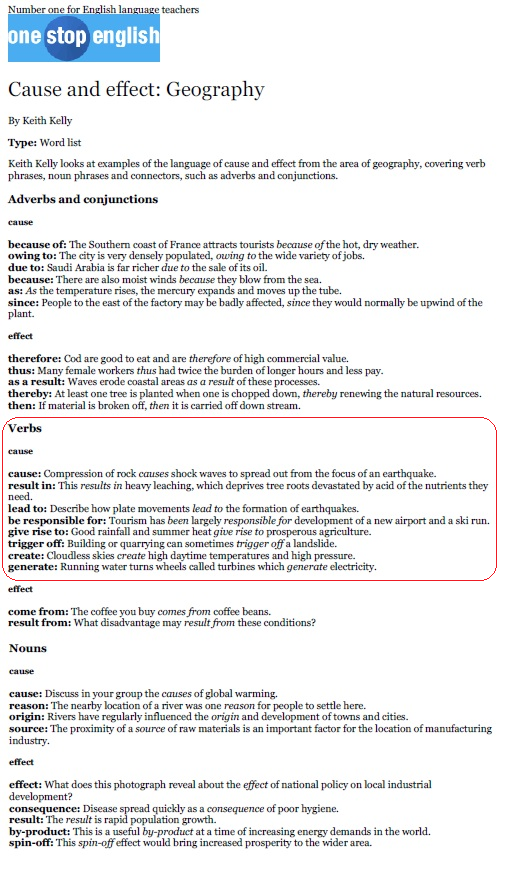 Number one for English language teachers
one stop english
Cause and effect: Geography
By Keith Kelly
Type: Word list
Keith Kelly looks at examples of the language of cause and effect from the area of geography, covering verb
phrases, noun phrases and connectors, such as adverbs and conjunctions.
Adverbs and conjunctions
cause
because of: The Southern coast of France attracts tourists because of the hot, dry weather.
owing to: The city is very densely populated, owing to the wide variety of jobs.
due to: Saudi Arabia is far richer due to the sale of its oil.
because: There are also moist winds because they blow from the sea.
as: As the temperature rises, the mercury expands and moves up the tube.
since: People to the east of the factory may be badly affected, since they would normally be upwind of the
plant.
effect
therefore: Cod are good to eat and are therefore of high commercial value.
thus: Many female workers thus had twice the burden of longer hours and less pay.
as a result: Waves erode coastal areas as a result of these processes.
thereby: At least one tree is planted when one is chopped down, thereby renewing the natural resources.
then: If material is broken off, then it is carried off down stream.
Verbs
cause
cause: Compression of rock causes shock waves to spread out from the focus of an earthquake.
result in: This results in heavy leaching, which deprives tree roots devastated by acid of the nutrients they
need.
lead to: Describe how plate movements lead to the formation of earthquakes.
be responsible for: Tourism has been largely responsible for development of a new airport and a ski run.
give rise to: Good rainfall and summer heat give rise to prosperous agriculture.
trigger off: Building or quarrying can sometimes trigger off a landslide.
create: Cloudless skies create high daytime temperatures and high pressure.
generate: Running water turns wheels called turbines which generate electricity.
effect
come from: The coffee you buy comes from coffee beans.
result from: What disadvantage may result from these conditions?
Nouns
cause
cause: Discuss in your group the causes of global warming.
reason: The nearby location of a river was one reason for people to settle here.
origin: Rivers have regularly influenced the origin and development of towns and cities.
source: The proximity of a source of raw materials is an important factor for the location of manufacturing
industry.
effect
effect: What does this photograph reveal about the effect of national policy on local industrial
development?
consequence: Disease spread quickly as a consequence of poor hygiene.
result: The result is rapid population growth.
by-product: This is a useful by-product at a time of increasing energy demands in the world.
spin-off: This spin-off effect would bring increased prosperity to the wider area.